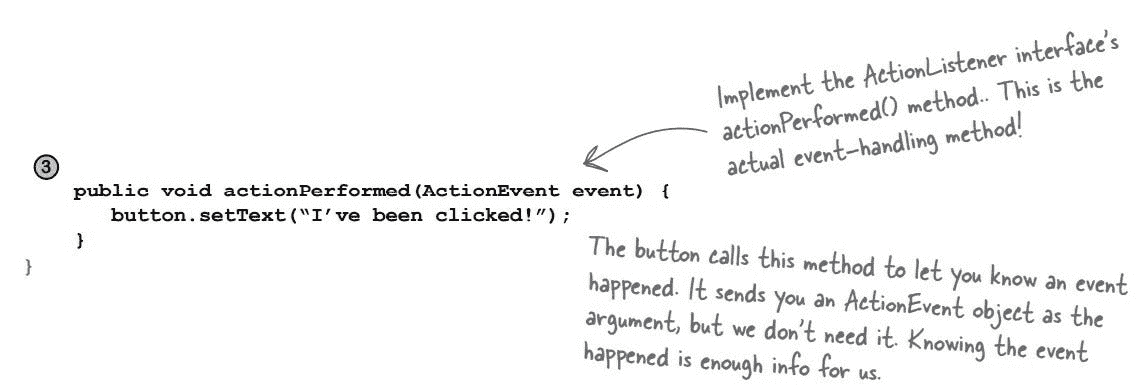 Implement the ActionListener interface's
actionPerformed() method.. This is the
actual event-handling method!
3
public void actionPerformed(ActionEvent event) {
button.setText(“I’ve been clicked!”);
}
}
The button calls this method to let you know an event
happened. It sends you an ActionEvent object as the
argument, but we don't need it. Knowing the event
happened is enough info for us.